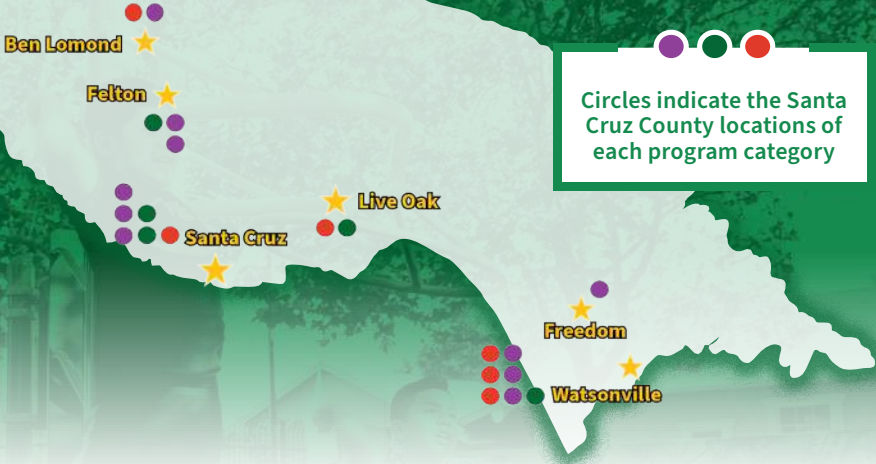 Ben Lomond
Felton
Circles indicate the Santa
Cruz County locations of
each program category
Live Oak
Santa Cruz
Freedom
Watsonville